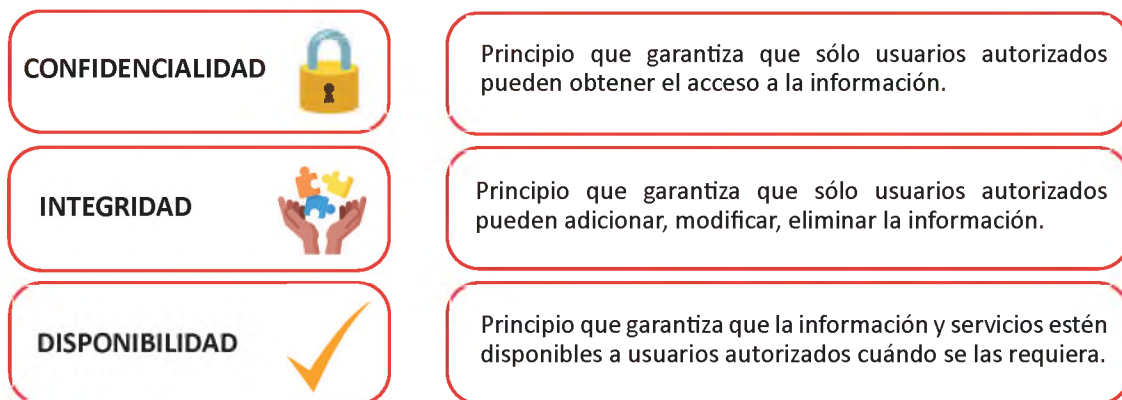 CONFIDENCIALIDAD
Principio que garantiza que sólo usuarios autorizados
pueden obtener el acceso a la información.
INTEGRIDAD
Principio que garantiza que sólo usuarios autorizados
pueden adicionar, modificar, eliminar la información.
DISPONIBILIDAD
Principio que garantiza que la información y servicios estén
disponibles a usuarios autorizados cuándo se las requiera.